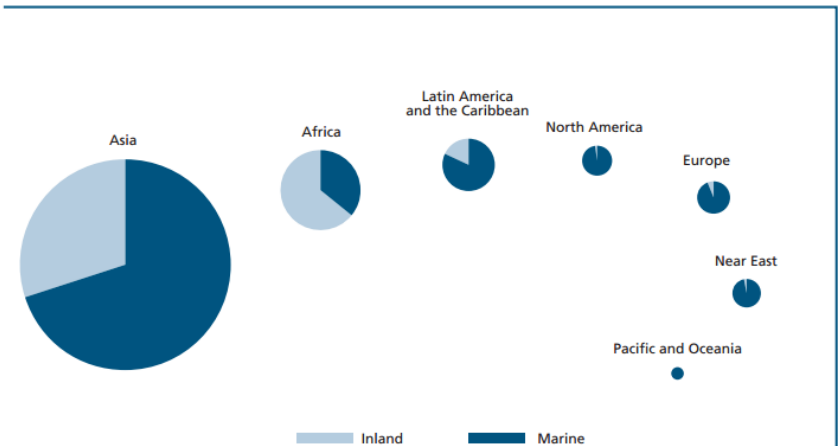 Latin America
and the Caribbean
Africa
North America
Asia
Europe
Near East
Pacific and Oceania
Inland
Marine